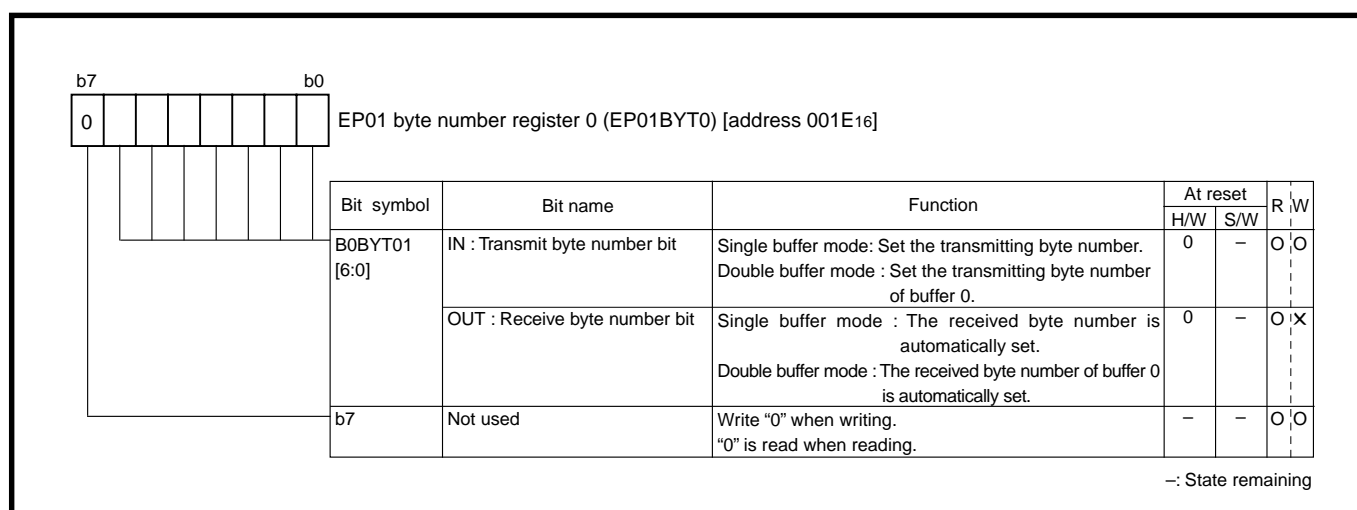 b7 b0
0 EP01 byte number register 0 (EP01BYT0) [address 001E16]
Bit symbol Bit name Function At reset R W
H/W S/W
B0BYT01 IN : Transmit byte number bit Single buffer mode: Set the transmitting byte number. 0 – O O
[6:0] Double buffer mode : Set the transmitting byte number
of buffer 0.
OUT : Receive byte number bit Single buffer mode : The received byte number is 0 – O ✕
automatically set.
Double buffer mode : The received byte number of buffer 0
is automatically set.
b7 Not used Write “0” when writing. – – O O
“0” is read when reading.
–: State remaining